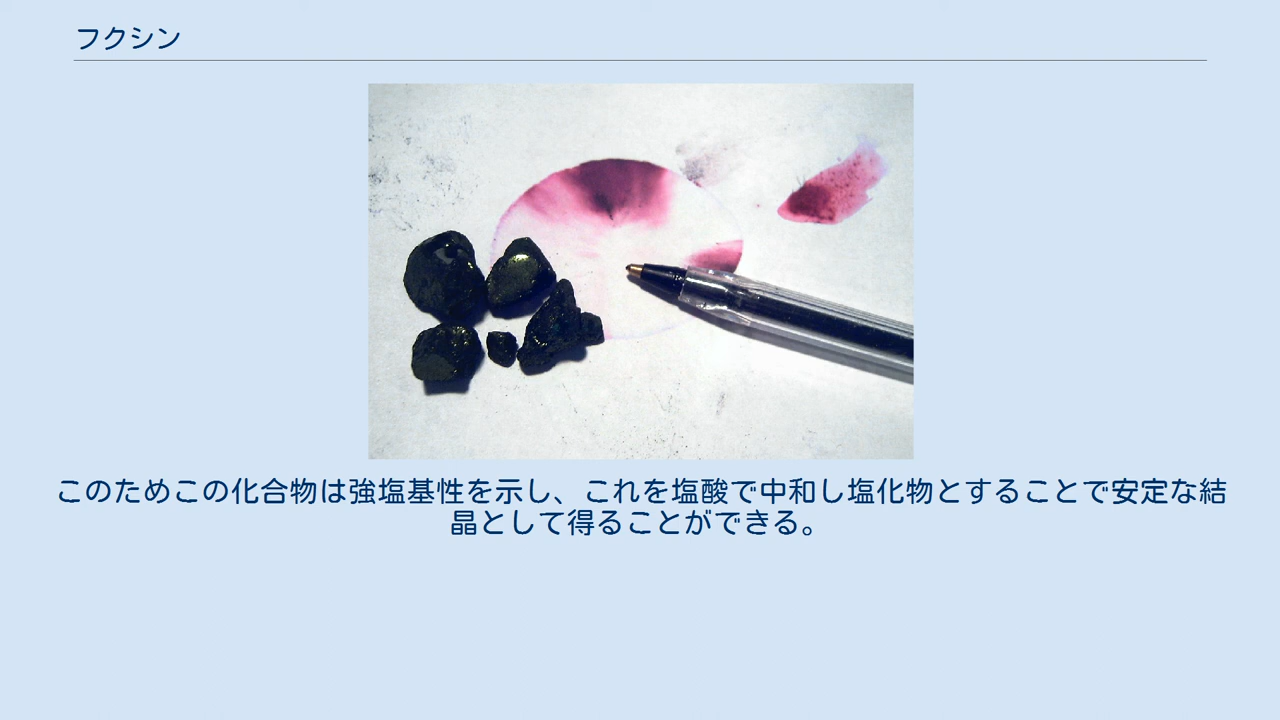 フクシン
このためこの化合物は強塩基性を示し、これを塩酸で中和し塩化物とすることで安定な結
晶として得ることができる。